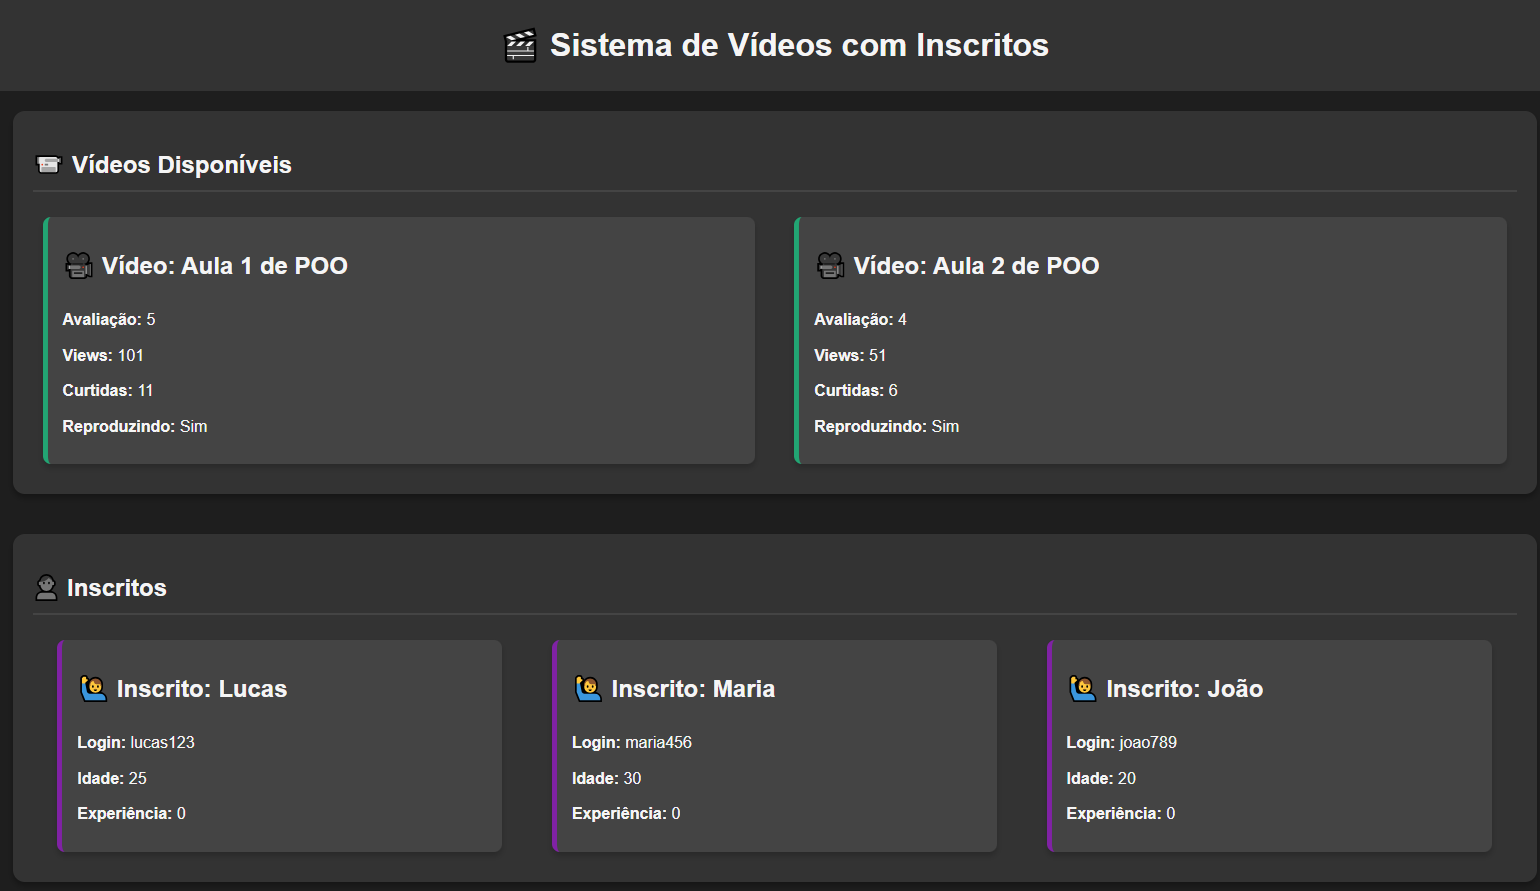 Sistema de Vídeos com Inscritos
Vídeos Disponíveis
Vídeo: Aula 1 de POO
Avaliação: 5
Views: 101
Curtidas: 11
Reproduzindo: Sim
Vídeo: Aula 2 de POO
Avaliação: 4
Views: 51
Curtidas: 6
Reproduzindo: Sim
Inscritos
Inscrito: Lucas
Login: lucas123
Idade: 25
Experiência: 0
Inscrito: Maria
Login: maria456
Idade: 30
Experiência: 0
Inscrito: João
Login: joao789
Idade: 20
Experiência: 0